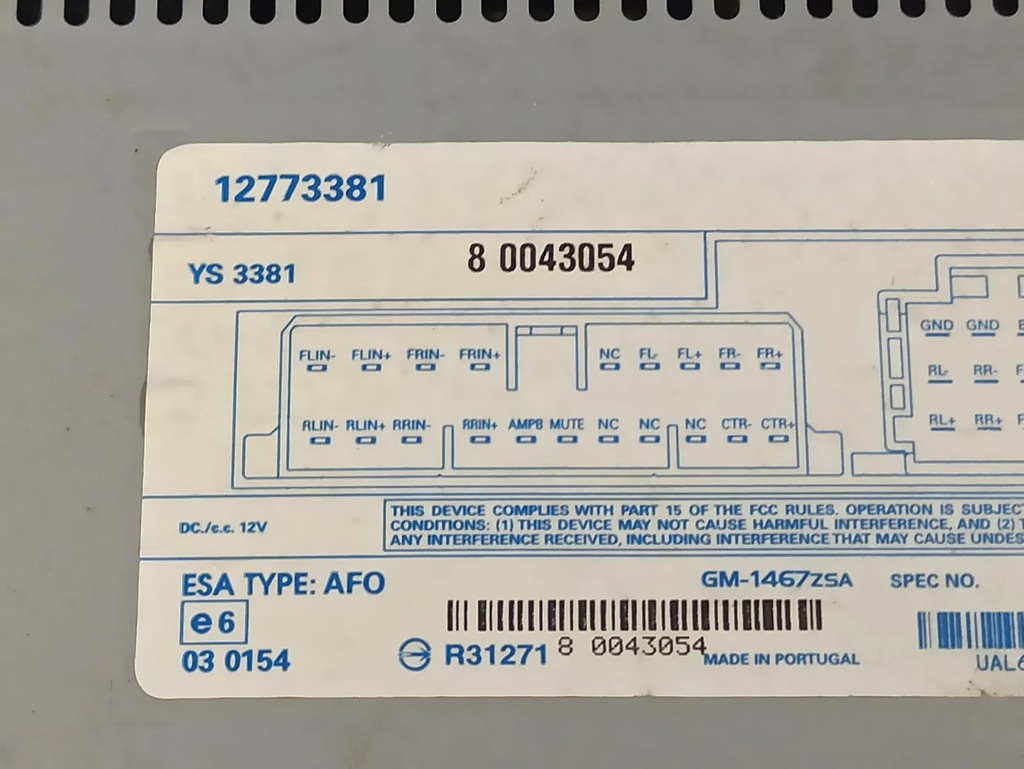 12773381
YS 3381
8 0043054
FLIN- FLIN+ FRIN- FRIN+ NC FL- FL+ FR- FR+
RLIN- RLIN+ RRIN- RRIN+ AMPB MUTE NC NC NC CTR- CTR+
GND GND
RL- RR-
RL+ RR+
DC./c.c. 12V
THIS DEVICE COMPLIES WITH PART 15 OF THE FCC RULES. OPERATION IS SUBJECT
CONDITIONS: (1) THIS DEVICE MAY NOT CAUSE HARMFUL INTERFERENCE, AND (2)
ANY INTERFERENCE RECEIVED, INCLUDING INTERFERENCE THAT MAY CAUSE UNDES
ESA TYPE: AFO
GM-1467ZSA SPEC NO.
e6
03 0154
R31271 8 0043054
MADE IN PORTUGAL